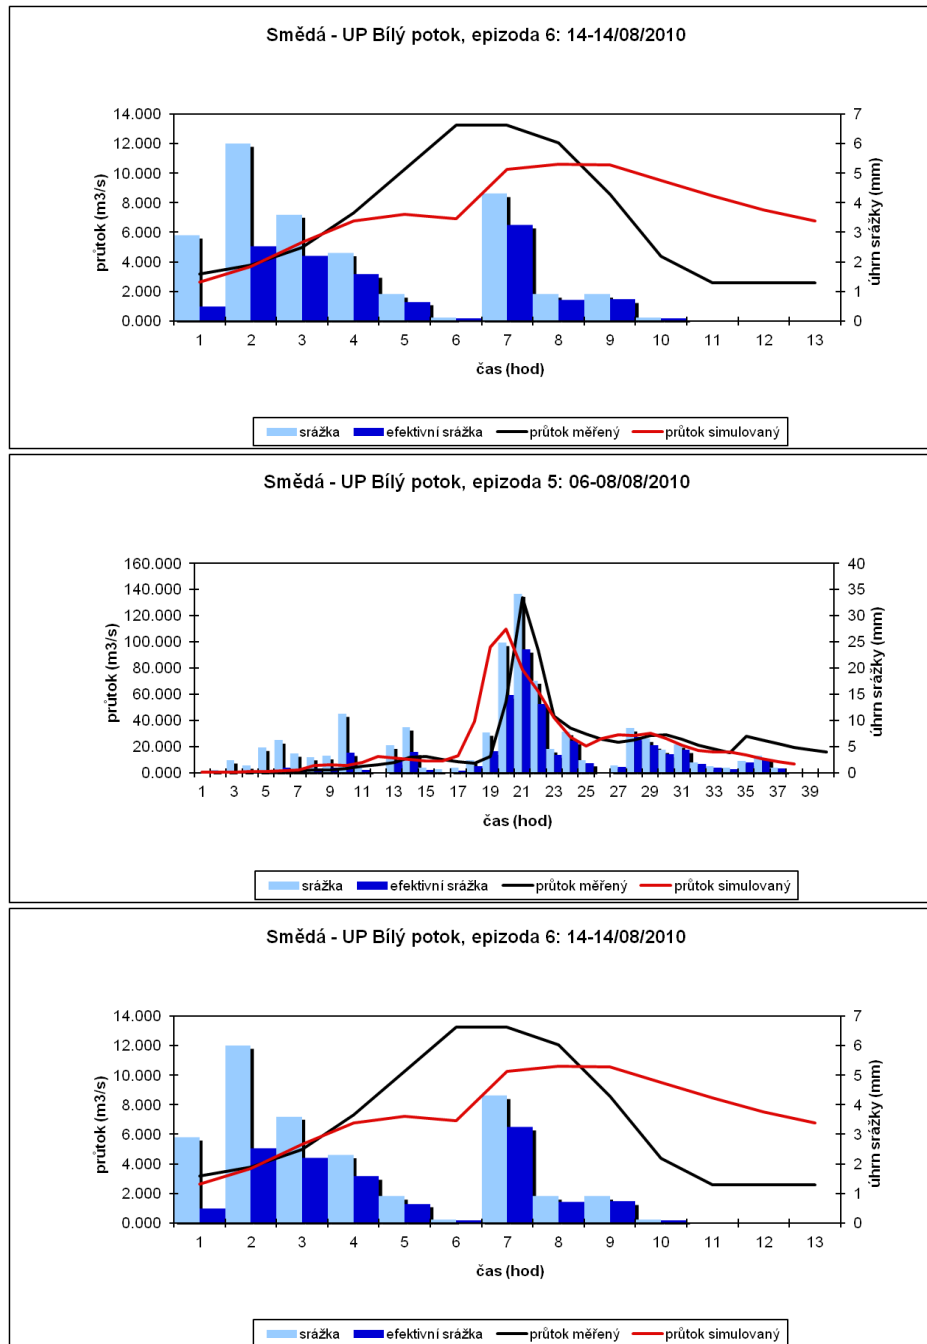 Smědá - UP Bílý potok, epizoda 6: 14-14/08/2010
14.000 7
12.000 6
10.000 5
8.000 4
6.000 3
4.000 2
2.000 1
0.000 0
průtok (m3/s)
úhrn srážky (mm)
1 2 3 4 5 6 7 8 9 10 11 12 13
čas (hod)
srážka efektivní srážka průtok měřený průtok simulovaný
Smědá - UP Bílý potok, epizoda 5: 06-08/08/2010
160.000 40
140.000 35
120.000 30
100.000 25
80.000 20
60.000 15
40.000 10
20.000 5
0.000 0
průtok (m3/s)
úhrn srážky (mm)
1 3 5 7 9 11 13 15 17 19 21 23 25 27 29 31 33 35 37 39
čas (hod)
srážka efektivní srážka průtok měřený průtok simulovaný
Smědá - UP Bílý potok, epizoda 6: 14-14/08/2010
14.000 7
12.000 6
10.000 5
8.000 4
6.000 3
4.000 2
2.000 1
0.000 0
průtok (m3/s)
úhrn srážky (mm)
1 2 3 4 5 6 7 8 9 10 11 12 13
čas (hod)
srážka efektivní srážka průtok měřený průtok simulovaný